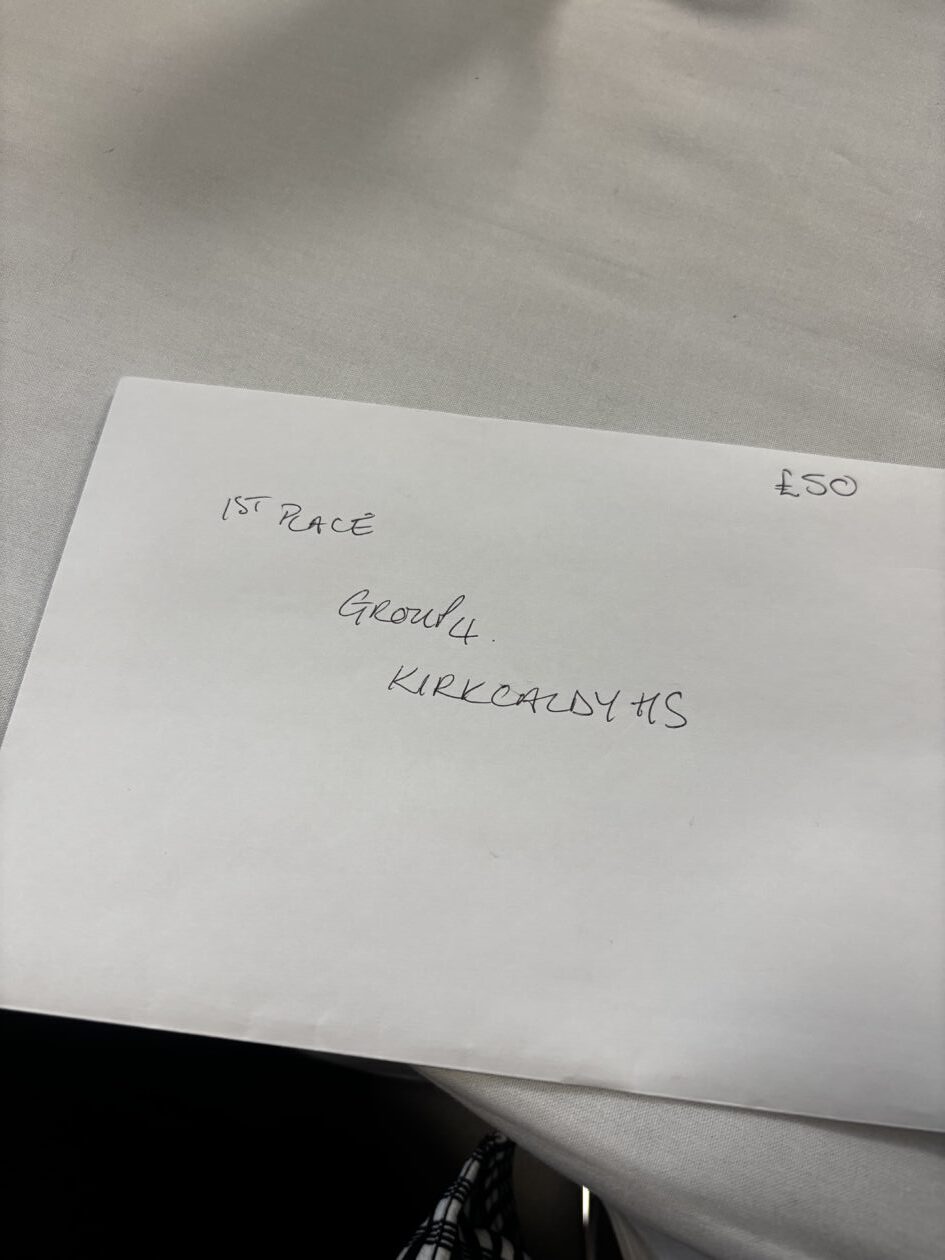 £50
1ST PLACE
GROUP 4.
KIRKCALDY HS